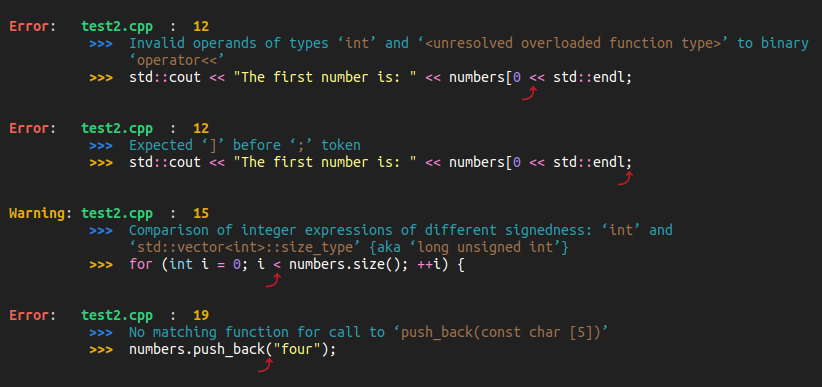 Error:   test2.cpp  :  12
>>>  Invalid operands of types ‘int’ and ‘<unresolved overloaded function type>’ to binary
‘operator<<’
>>>  std::cout << "The first number is: " << numbers[0 << std::endl;
Error:   test2.cpp  :  12
>>>  Expected ‘]’ before ‘;’ token
>>>  std::cout << "The first number is: " << numbers[0 << std::endl;
Warning: test2.cpp  :  15
>>>  Comparison of integer expressions of different signedness: ‘int’ and
‘std::vector<int>::size_type’ {aka ‘long unsigned int’}
>>>  for (int i = 0; i < numbers.size(); ++i) {
Error:   test2.cpp  :  19
>>>  No matching function for call to ‘push_back(const char [5])’
>>>  numbers.push_back("four");